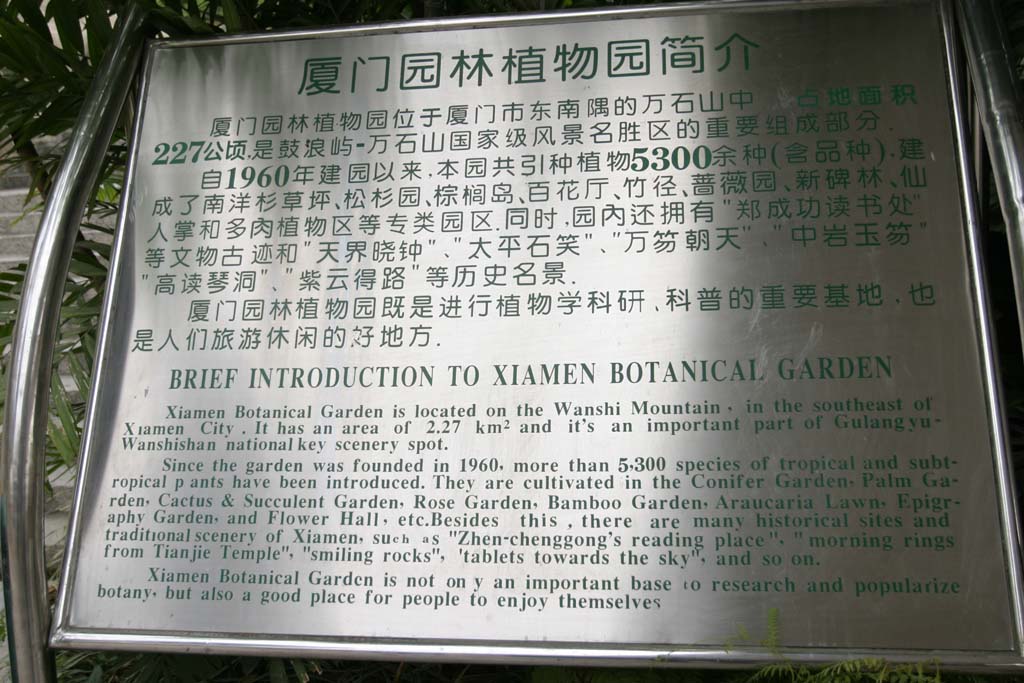 厦门园林植物园简介
厦门园林植物园位于厦门市东南隅的万石山中 占地面积
227公顷,是鼓浪屿-万石山国家级风景名胜区的重要组成部分.
自1960年建园以来,本园共引种植物5300余种(含品种),建
成了南洋杉草坪、松杉园、棕榈岛、百花厅、竹径、蔷薇园、新碑林、仙
人掌和多肉植物区等专类园区.同时,园内还拥有"郑成功读书处"
等文物古迹和"天界晓钟"、"太平石笑"、"万笏朝天"、"中岩玉笏"
"高读琴洞"、"紫云得路"等历史名景.
厦门园林植物园既是进行植物学科研、科普的重要基地,也
是人们旅游休闲的好地方.
BRIEF INTRODUCTION TO XIAMEN BOTANICAL GARDEN
Xiamen Botanical Garden is located on the Wanshi Mountain, in the southeast of
Xiamen City. It has an area of 2.27 km² and it's an important part of Gulangyu-
Wanshishan national key scenery spot.
Since the garden was founded in 1960, more than 5,300 species of tropical and subt-
ropical p ants have been introduced. They are cultivated in the Conifer Garden, Palm Ga-
rden, Cactus & Succulent Garden, Rose Garden, Bamboo Garden, Araucaria Lawn, Epigr-
aphy Garden, and Flower Hall, etc.Besides this, there are many historical sites and
traditional scenery of Xiamen, such as "Zhen-chenggong's reading place", "morning rings
from Tianjie Temple", "smiling rocks", "tablets towards the sky", and so on.
Xiamen Botanical Garden is not on y an important base to research and popularize
botany, but also a good place for people to enjoy themselves